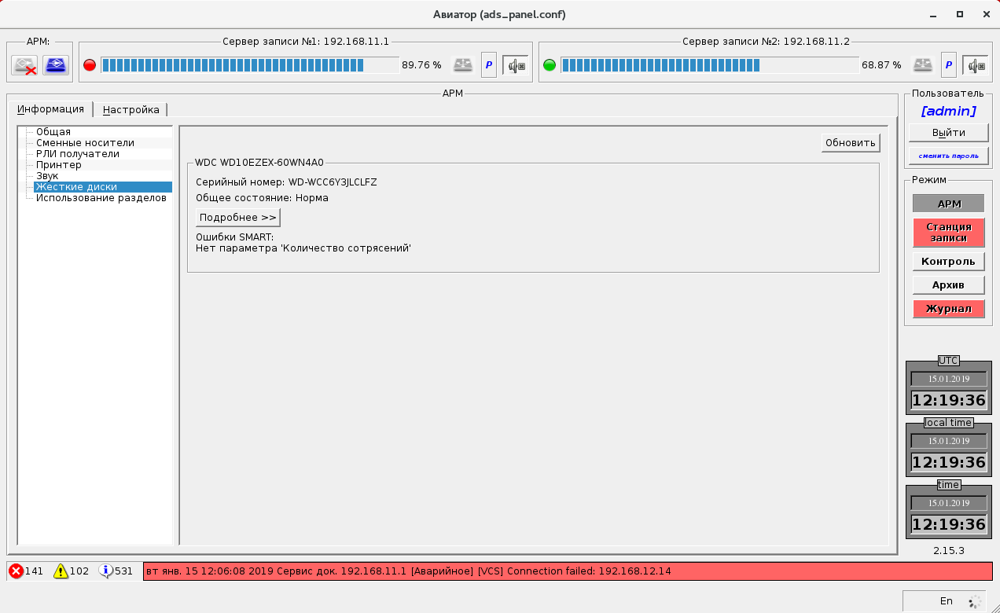 Авиатор (ads_panel.conf)
АРМ:
Сервер записи №1: 192.168.11.1
89.76 %
P
Сервер записи №2: 192.168.11.2
68.87 %
P
АРМ
Информация
Настройка
Общая
Сменные носители
РЛИ получатели
Принтер
Звук
Жесткие диски
Использование разделов
Обновить
WDC WD10EZEX-60WN4A0
Серийный номер: WD-WCC6Y3JLCLFZ
Общее состояние: Норма
Подробнее >>
Ошибки SMART:
Нет параметра 'Количество сотрясений'
Пользователь
[admin]
Выйти
сменить пароль
Режим
АРМ
Станция
записи
Контроль
Архив
Журнал
UTC
15.01.2019
12:19:36
local time
15.01.2019
12:19:36
time
15.01.2019
12:19:36
2.15.3
141
102
531
вт янв. 15 12:06:08 2019 Сервис док. 192.168.11.1 [Аварийное] [VCS] Connection failed: 192.168.12.14
En